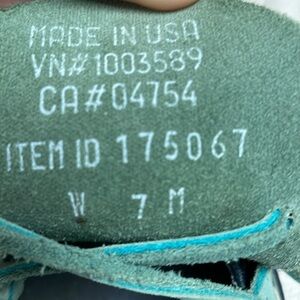 MADE IN USA
VN#1003589
CA#04754
ITEM ID 175067
W 7 M